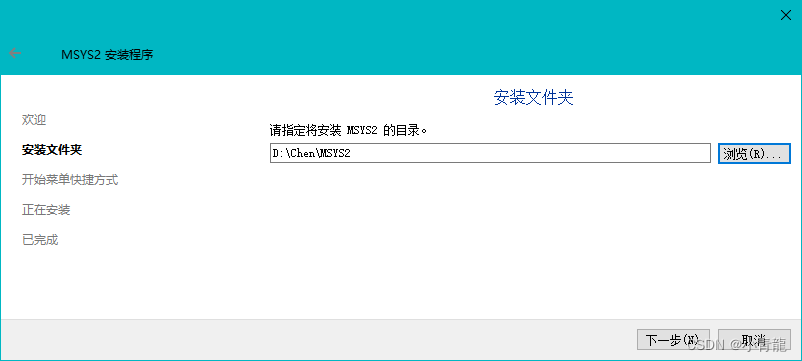 MSYS2 安装程序
安装文件夹
欢迎
请指定将安装 MSYS2 的目录。
安装文件夹
D:\Chen\MSYS2
浏览(R)...
开始菜单快捷方式
正在安装
已完成
下一步(N)
取消
CSDN @小青龍